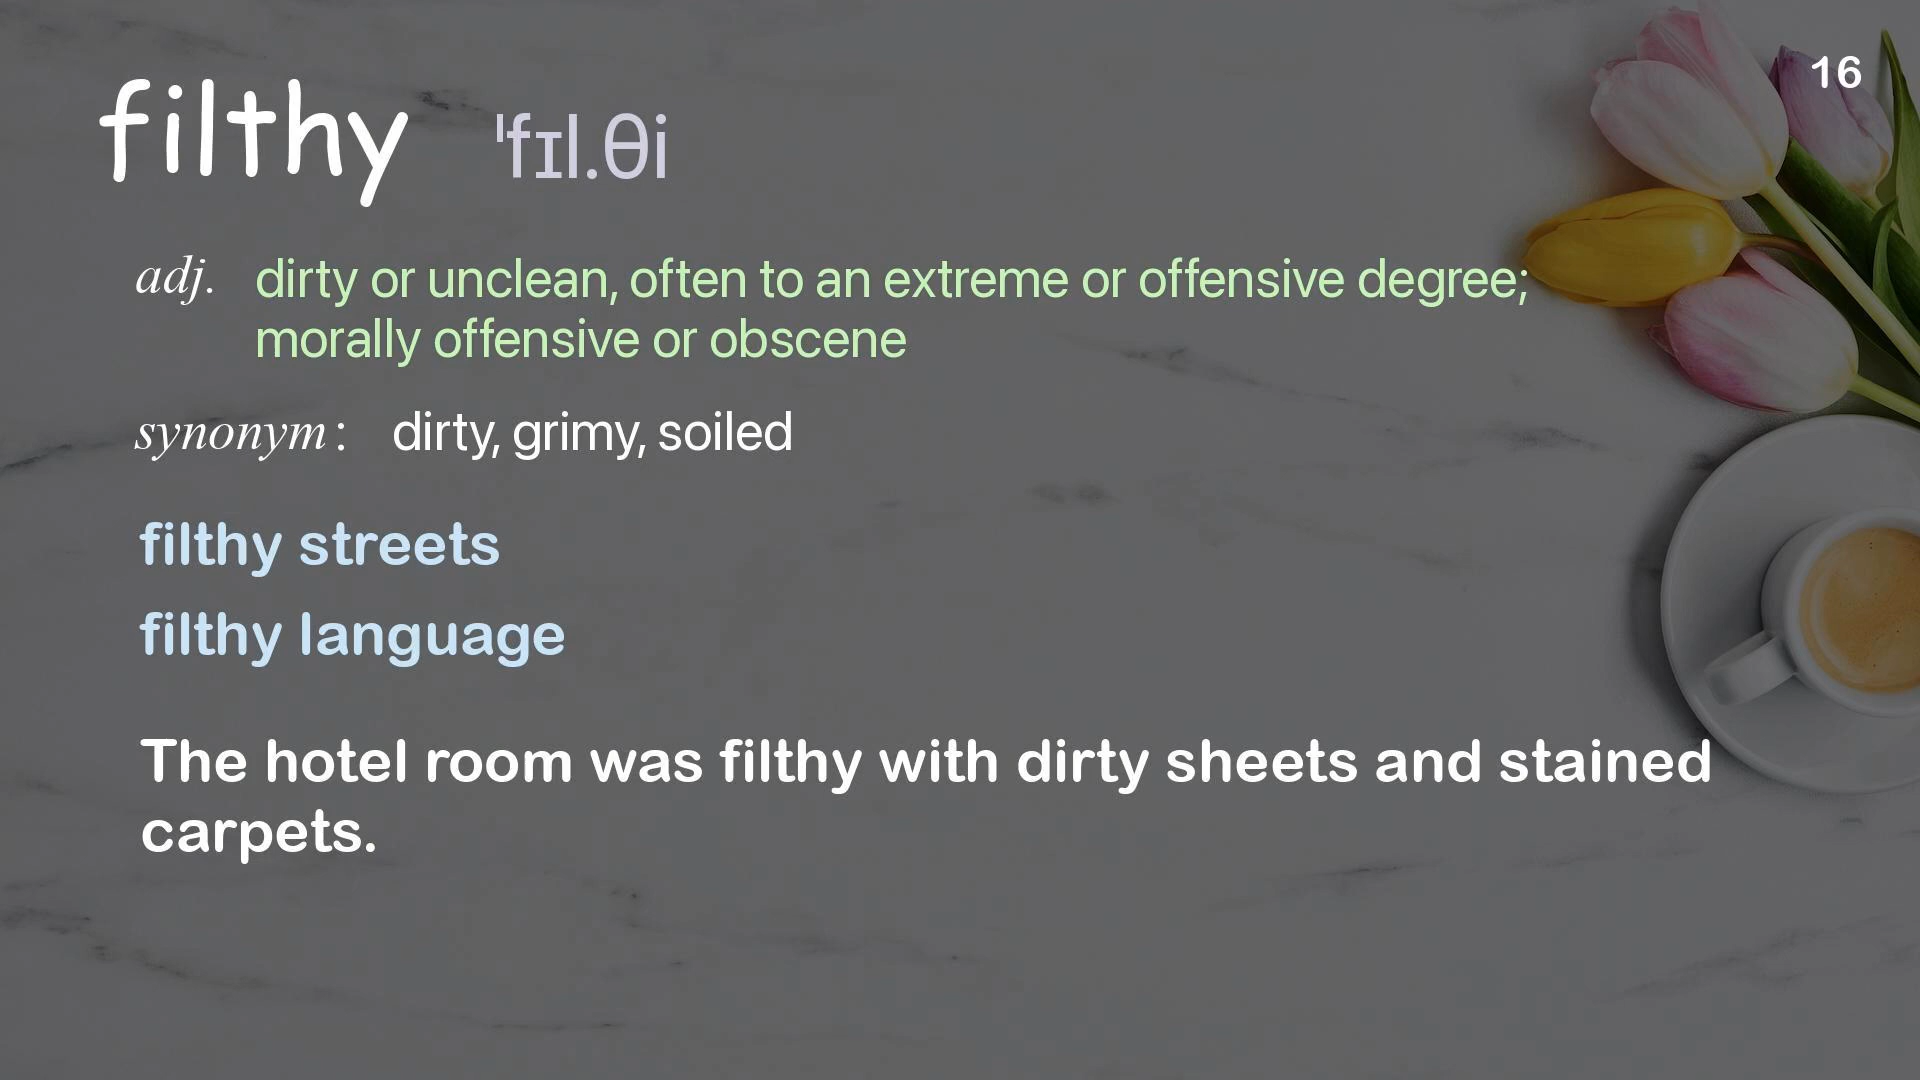 16
filthy ˈfɪl.θi
adj. dirty or unclean, often to an extreme or offensive degree;
morally offensive or obscene
synonym : dirty, grimy, soiled
filthy streets
filthy language
The hotel room was filthy with dirty sheets and stained
carpets.